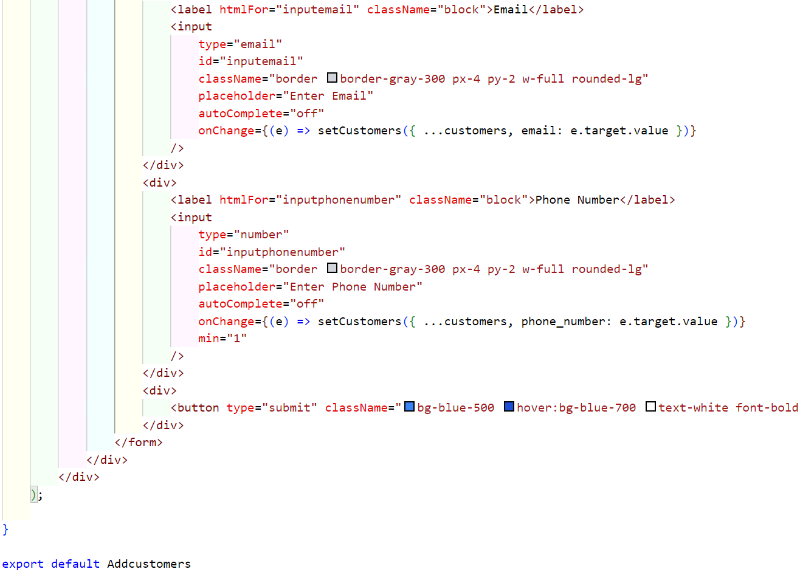 <label htmlFor="inputemail" className="block">Email</label>
<input
type="email"
id="inputemail"
className="border border-gray-300 px-4 py-2 w-full rounded-lg"
placeholder="Enter Email"
autoComplete="off"
onChange={(e) => setCustomers({ ...customers, email: e.target.value })}
/>
</div>
<div>
<label htmlFor="inputphonenumber" className="block">Phone Number</label>
<input
type="number"
id="inputphonenumber"
className="border border-gray-300 px-4 py-2 w-full rounded-lg"
placeholder="Enter Phone Number"
autoComplete="off"
onChange={(e) => setCustomers({ ...customers, phone_number: e.target.value })}
min="1"
/>
</div>
<div>
<button type="submit" className="bg-blue-500 hover:bg-blue-700 text-white font-bold
</div>
</form>
</div>
</div>
);
}
export default Addcustomers